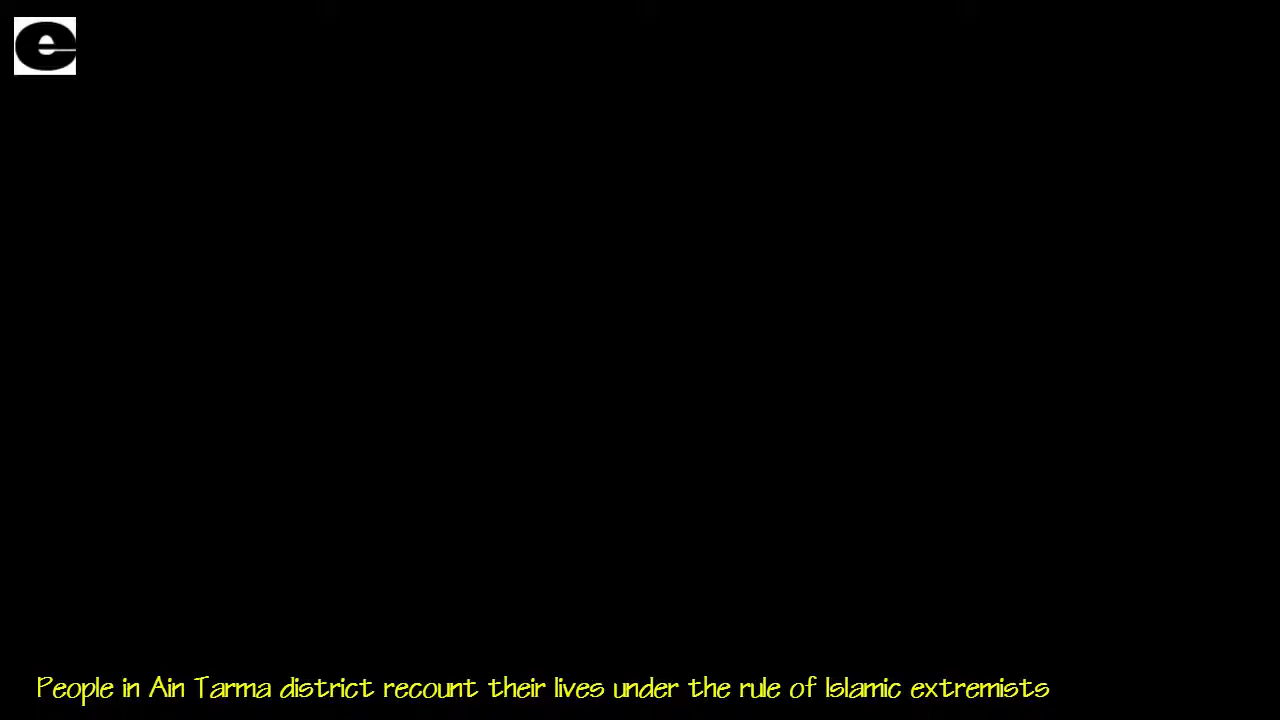 e
People in Ain Tarma district recount their lives under the rule of Islamic extremists